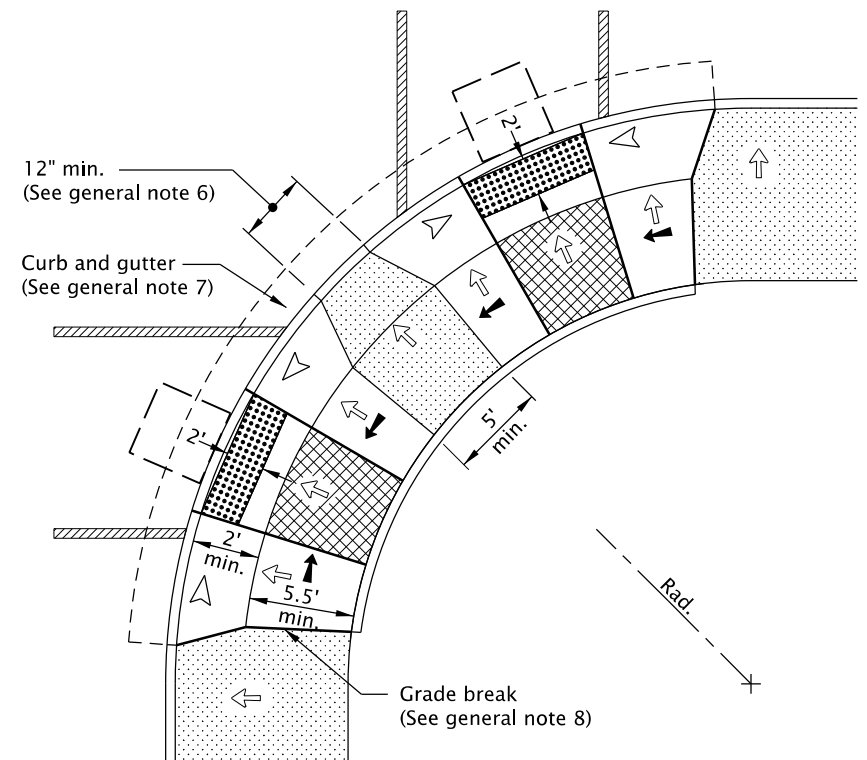 2'
12" min.
(See general note 6)
Curb and gutter
(See general note 7)
5'
min.
2'
2'
min.
5.5'
min.
Rad.
Grade break
(See general note 8)